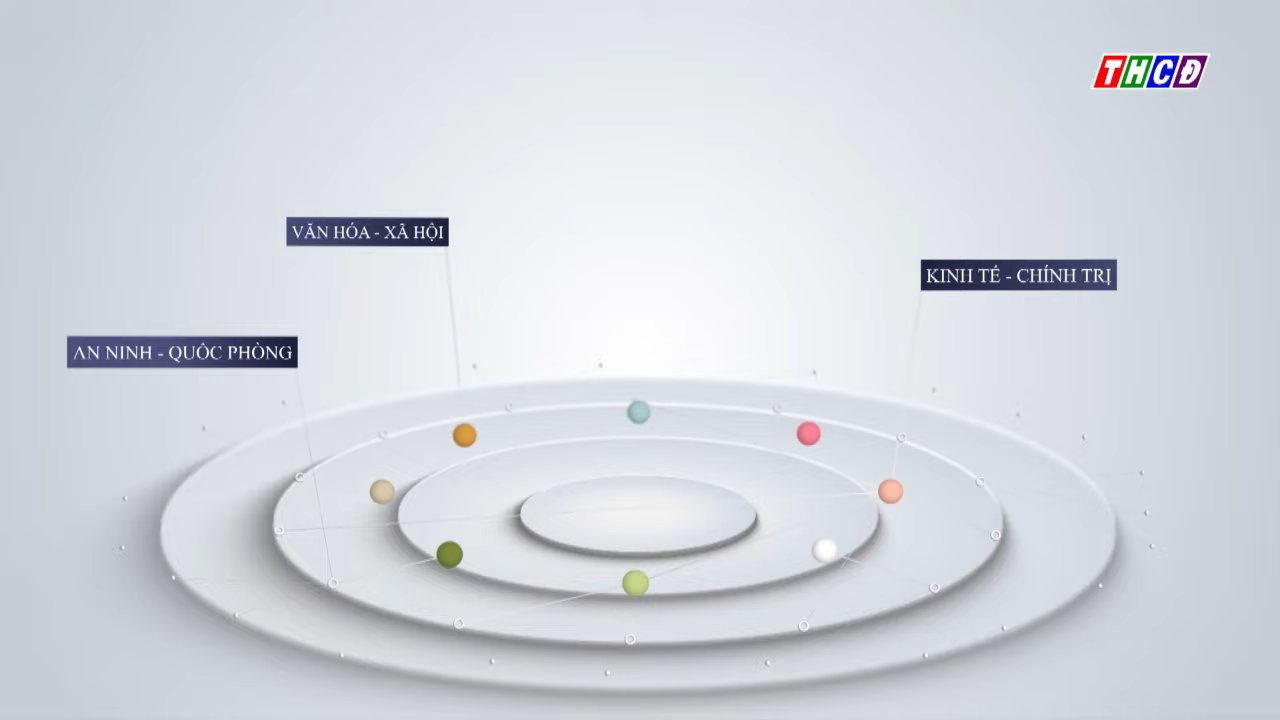 THCĐ
VĂN HÓA - XÃ HỘI
KINH TẾ - CHÍNH TRỊ
AN NINH - QUỐC PHÒNG